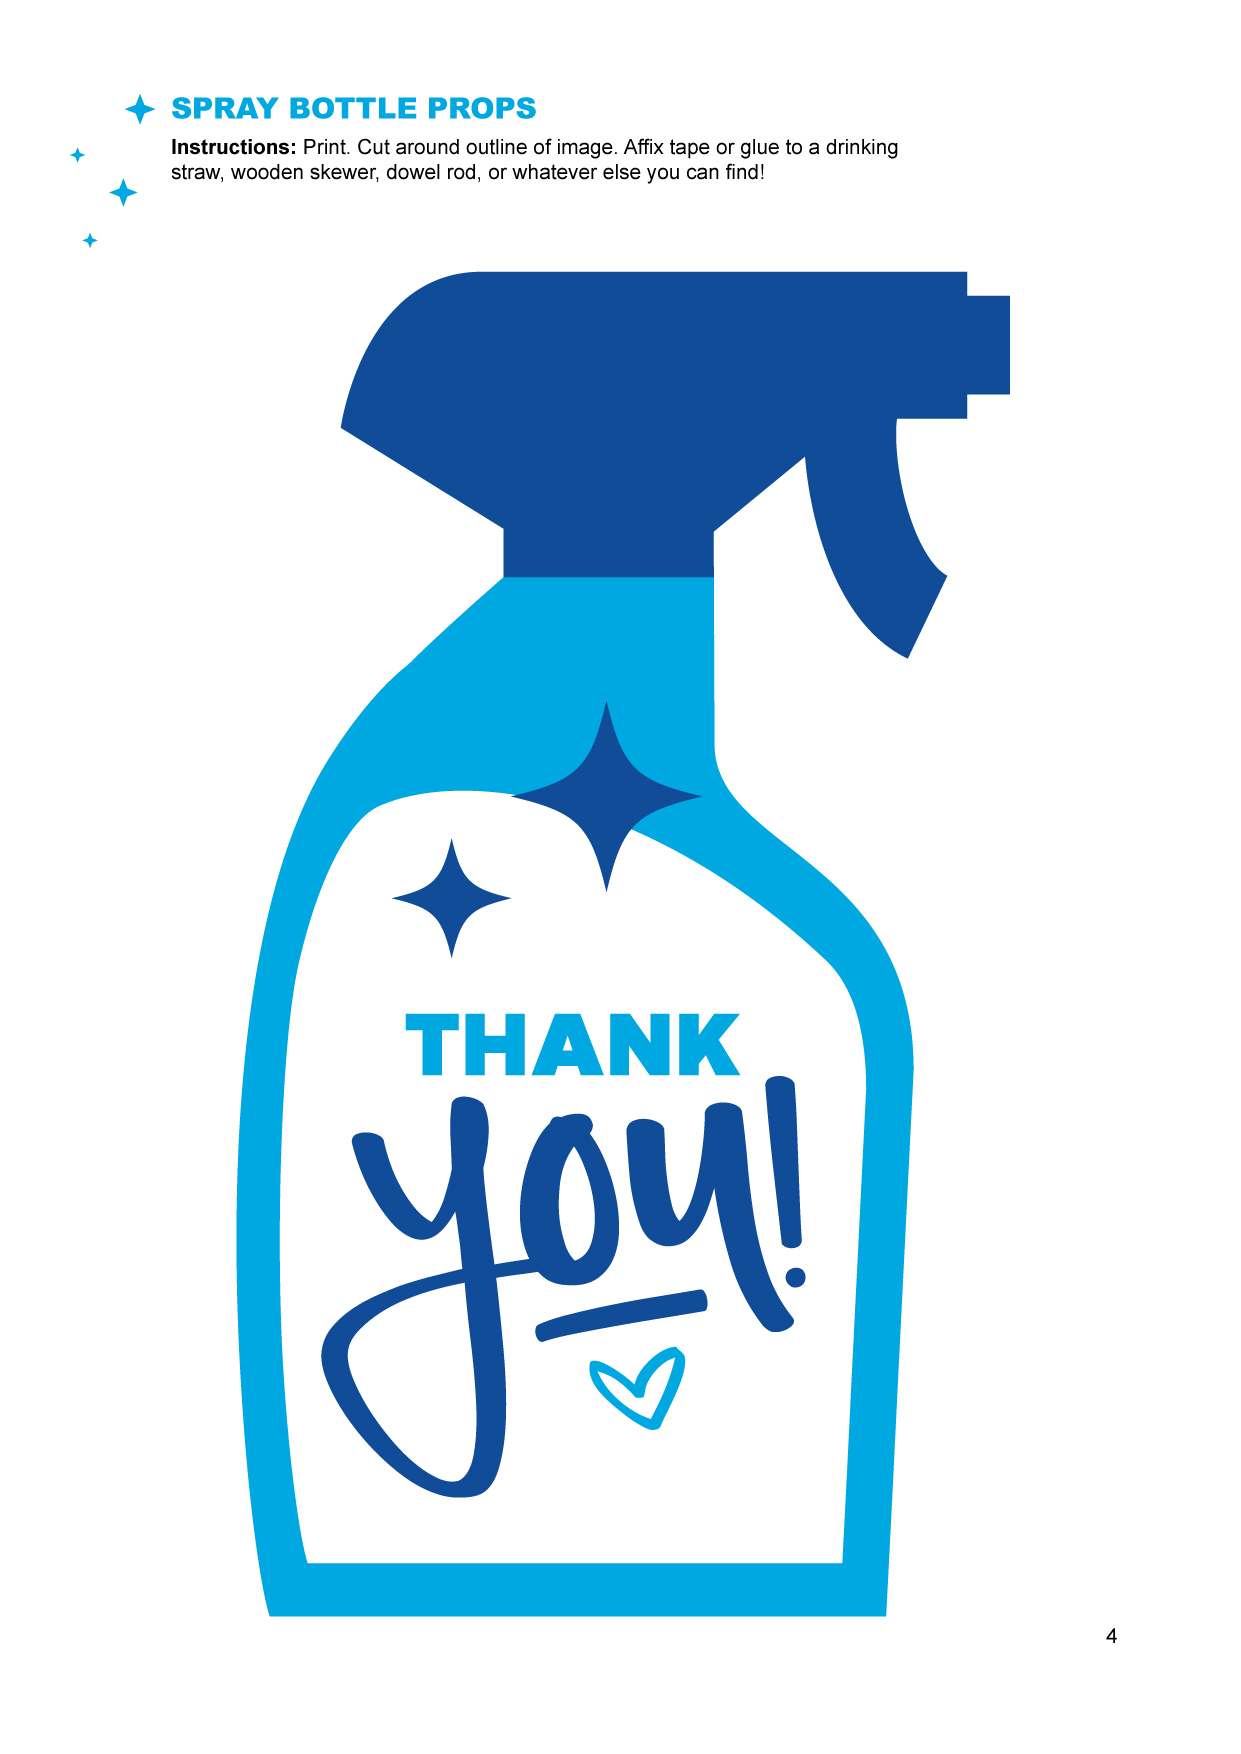 SPRAY BOTTLE PROPS
Instructions: Print. Cut around outline of image. Affix tape or glue to a drinking
straw, wooden skewer, dowel rod, or whatever else you can find!
THANK
you!
4